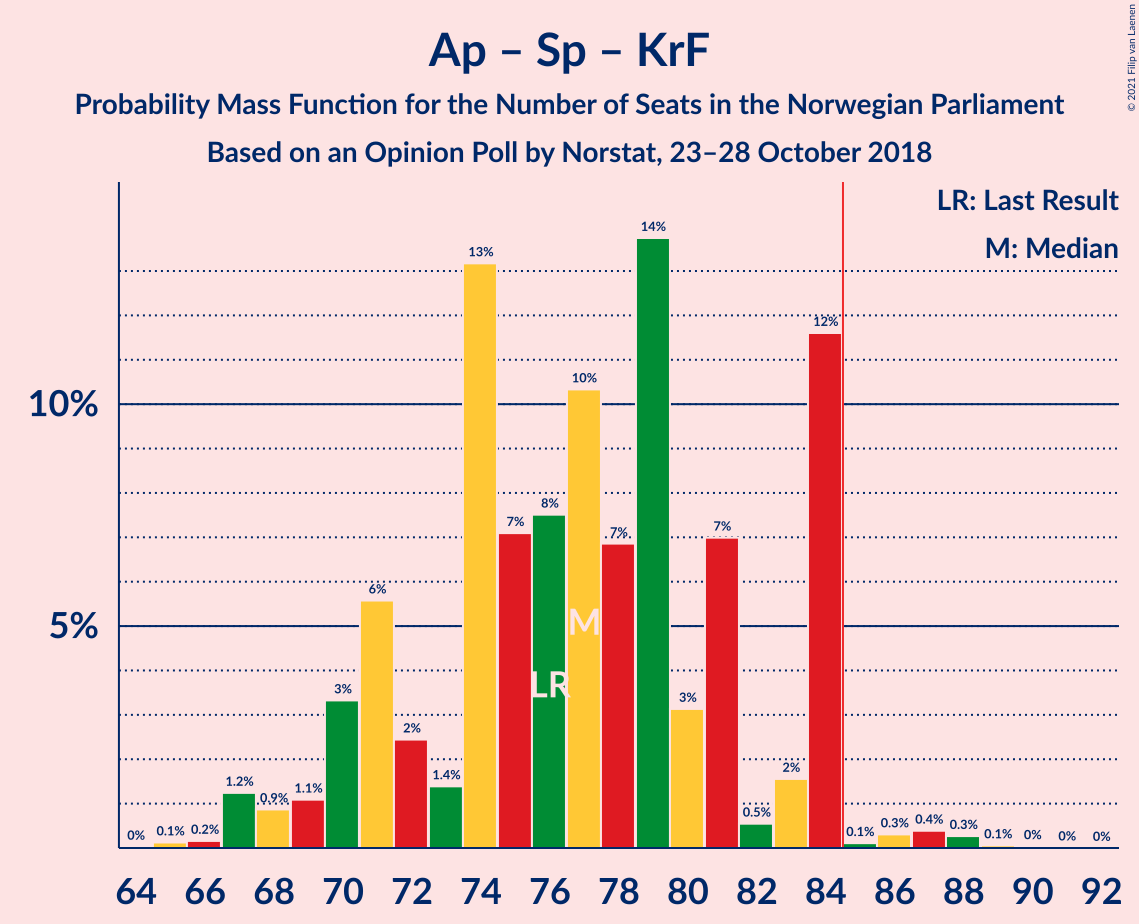 Ap – Sp – KrF
Probability Mass Function for the Number of Seats in the Norwegian Parliament
Based on an Opinion Poll by Norstat, 23–28 October 2018
© 2021 Filip van Laenen
LR: Last Result
M: Median
10%
5%
0% 0.1% 0.2% 1.2% 0.9% 1.1% 3% 6% 2% 1.4% 13% 7% 8% 10% 7% 14% 3% 7% 0.5% 2% 12% 0.1% 0.3% 0.4% 0.3% 0.1% 0% 0% 0%
M
LR
64 66 68 70 72 74 76 78 80 82 84 86 88 90 92